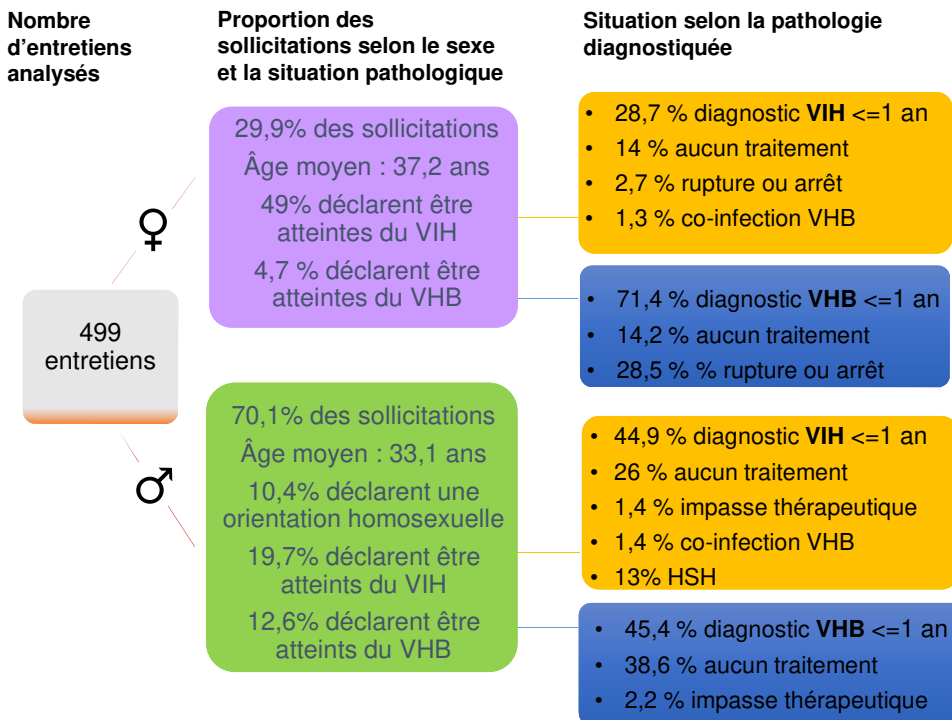 Nombre
d'entretiens
analysés
Proportion des
sollicitations selon le sexe
et la situation pathologique
Situation selon la pathologie
diagnostiquée
499
entretiens
♀
29,9% des sollicitations
Âge moyen : 37,2 ans
49% déclarent être
atteintes du VIH
4,7 % déclarent être
atteintes du VHB
• 28,7 % diagnostic VIH <=1 an
• 14 % aucun traitement
• 2,7 % rupture ou arrêt
• 1,3 % co-infection VHB
• 71,4 % diagnostic VHB <=1 an
• 14,2 % aucun traitement
• 28,5 % % rupture ou arrêt
♂
70,1% des sollicitations
Âge moyen : 33,1 ans
10,4% déclarent une
orientation homosexuelle
19,7% déclarent être
atteints du VIH
12,6% déclarent être
atteints du VHB
• 44,9 % diagnostic VIH <=1 an
• 26 % aucun traitement
• 1,4 % impasse thérapeutique
• 1,4 % co-infection VHB
• 13% HSH
• 45,4 % diagnostic VHB <=1 an
• 38,6 % aucun traitement
• 2,2 % impasse thérapeutique